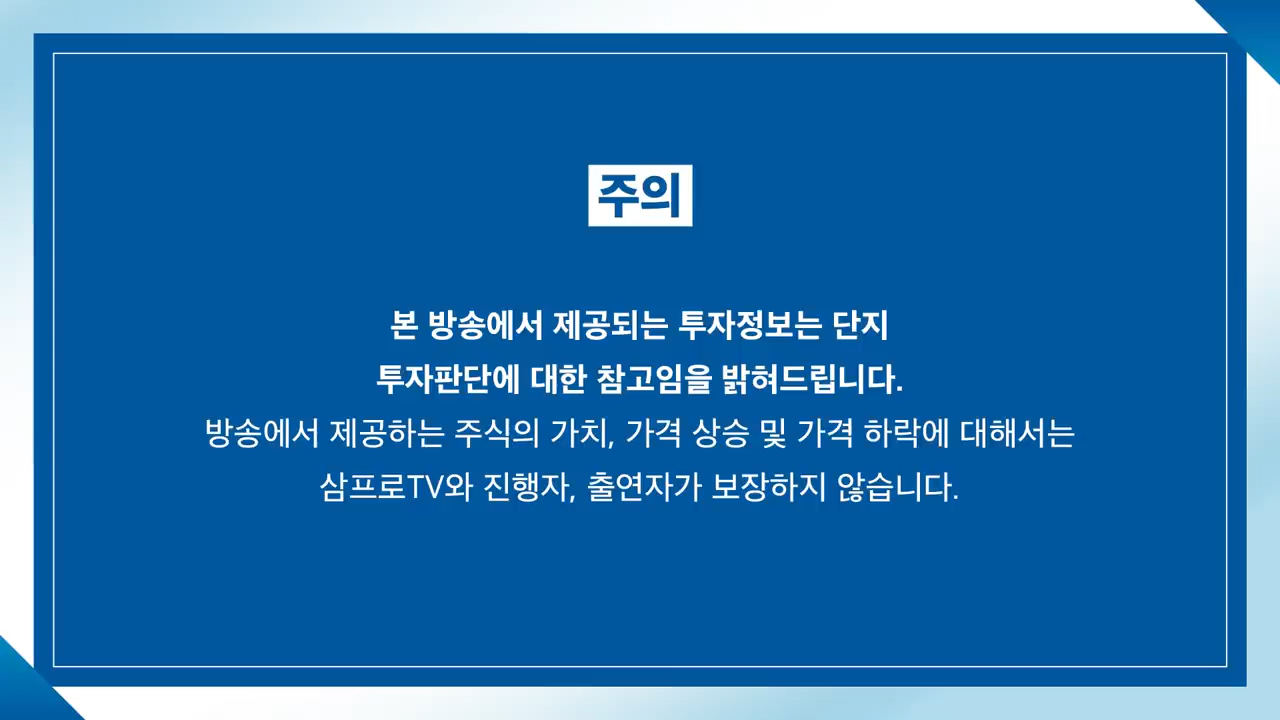 주의
본 방송에서 제공되는 투자정보는 단지
투자판단에 대한 참고임을 밝혀드립니다.
방송에서 제공하는 주식의 가치, 가격 상승 및 가격 하락에 대해서는
삼프로TV와 진행자, 출연자가 보장하지 않습니다.